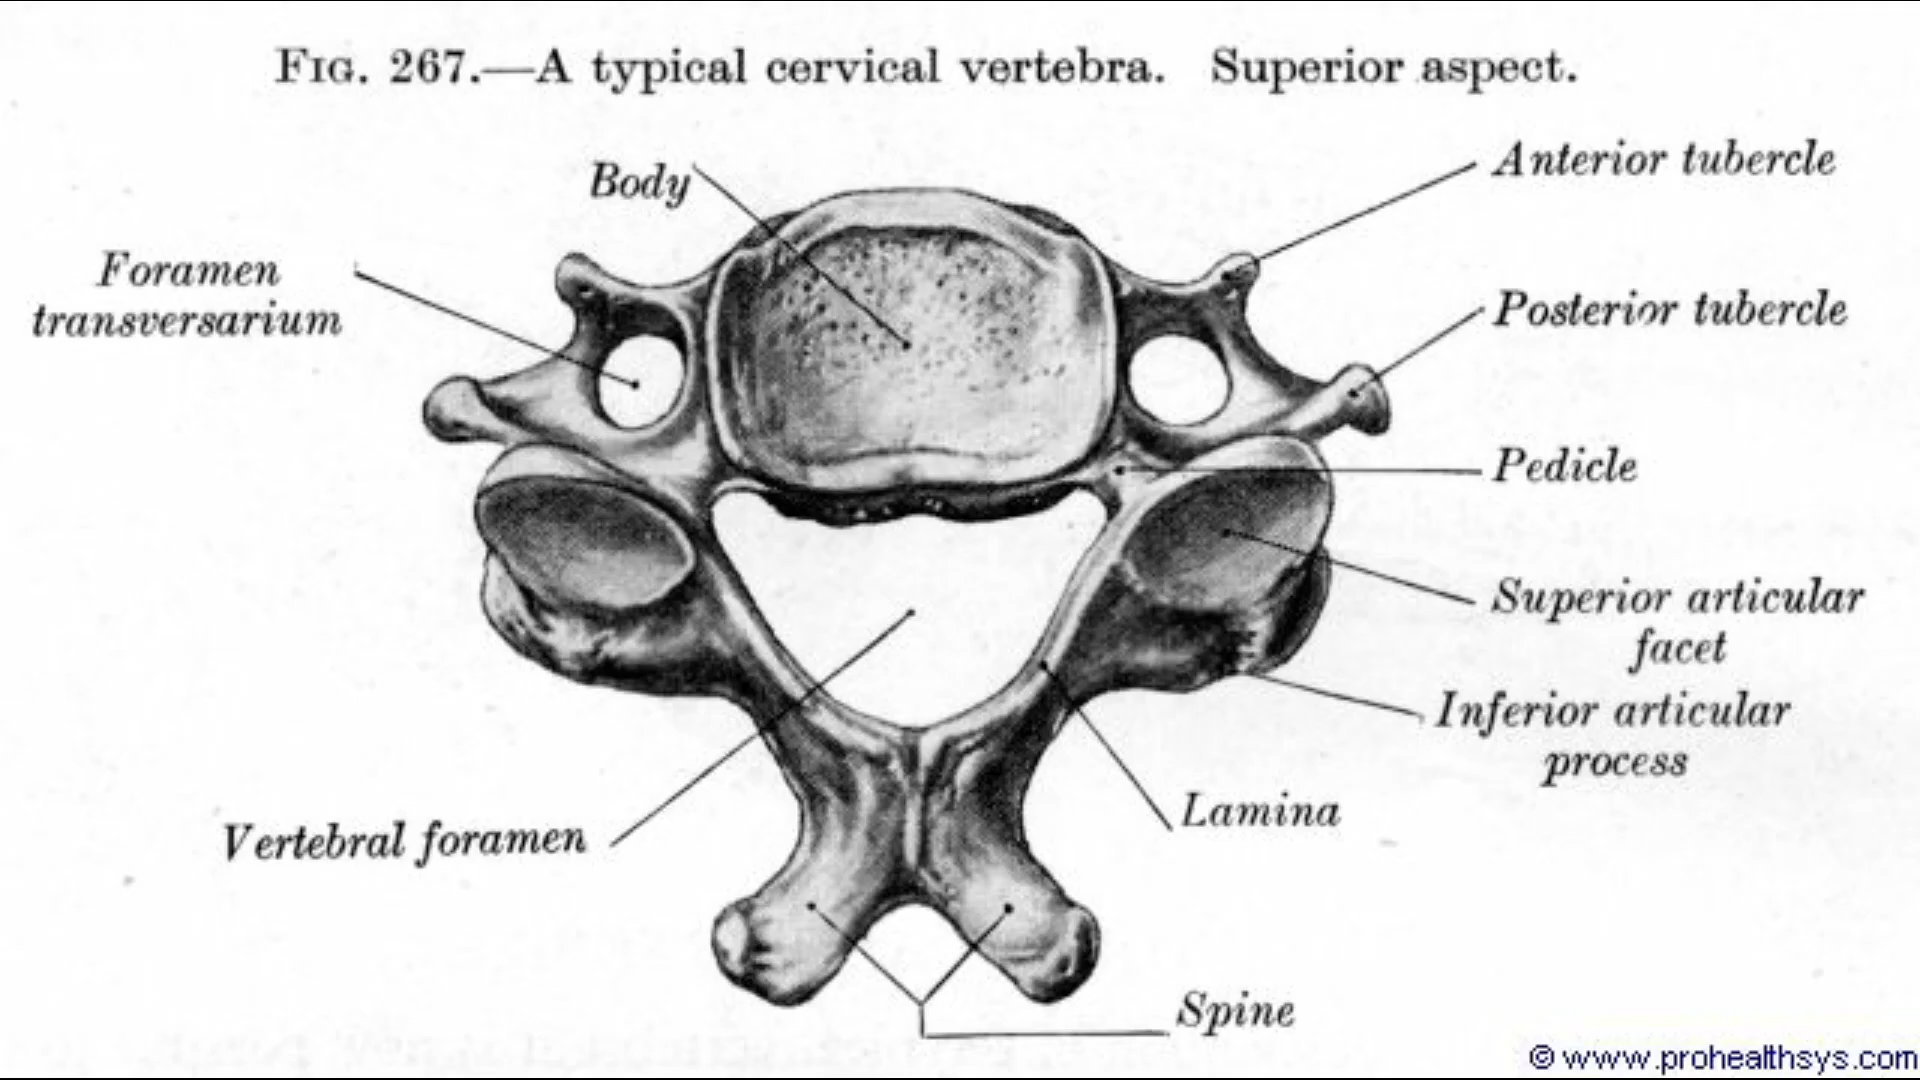 FIG. 267.—A typical cervical vertebra. Superior aspect.
Body
Anterior tubercle
Foramen
transversarium
Posterior tubercle
Pedicle
Superior articular
facet
Inferior articular
process
Lamina
Vertebral foramen
Spine
© www.prohealthsys.com